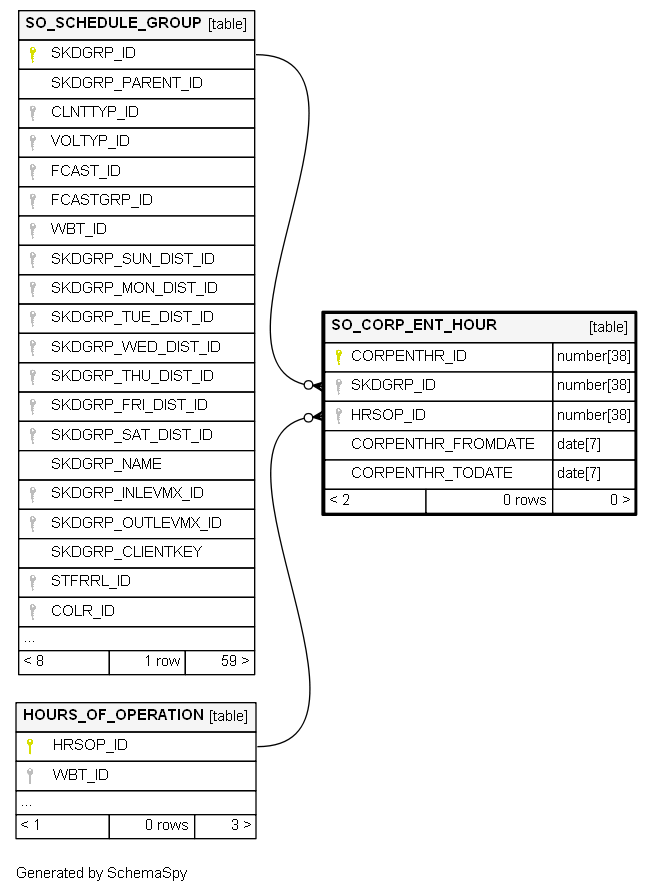 SO_SCHEDULE_GROUP [table]
SKDGRP_ID
SKDGRP_PARENT_ID
CLNTTYP_ID
VOLTYP_ID
FCAST_ID
FCASTGRP_ID
WBT_ID
SKDGRP_SUN_DIST_ID
SKDGRP_MON_DIST_ID
SKDGRP_TUE_DIST_ID
SKDGRP_WED_DIST_ID
SKDGRP_THU_DIST_ID
SKDGRP_FRI_DIST_ID
SKDGRP_SAT_DIST_ID
SKDGRP_NAME
SKDGRP_INLEVMX_ID
SKDGRP_OUTLEVMX_ID
SKDGRP_CLIENTKEY
STFRRL_ID
COLR_ID
...
< 8 1 row 59 >
SO_CORP_ENT_HOUR [table]
CORPENTHR_ID number[38]
SKDGRP_ID number[38]
HRSOP_ID number[38]
CORPENTHR_FROMDATE date[7]
CORPENTHR_TODATE date[7]
< 2 0 rows 0 >
HOURS_OF_OPERATION [table]
HRSOP_ID
WBT_ID
...
< 1 0 rows 3 >
Generated by SchemaSpy